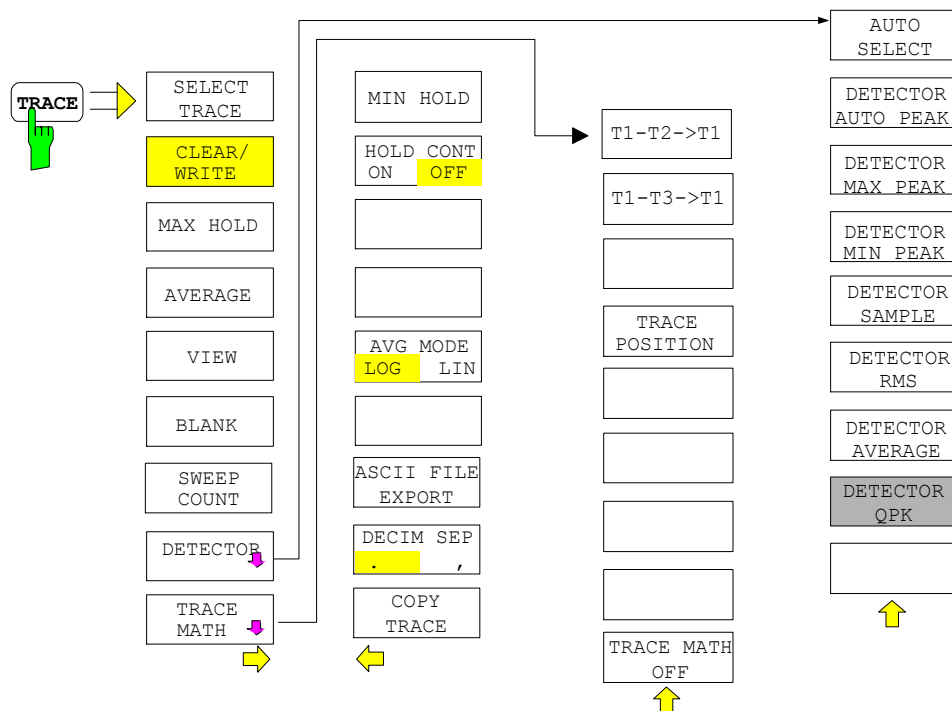 TRACE
SELECT
TRACE
CLEAR/
WRITE
MAX HOLD
AVERAGE
VIEW
BLANK
SWEEP
COUNT
DETECTOR
TRACE
MATH
MIN HOLD
HOLD CONT
ON OFF
AVG MODE
LOG LIN
ASCII FILE
EXPORT
DECIM SEP
. ,
COPY
TRACE
T1-T2->T1
T1-T3->T1
TRACE
POSITION
TRACE MATH
OFF
AUTO
SELECT
DETECTOR
AUTO PEAK
DETECTOR
MAX PEAK
DETECTOR
MIN PEAK
DETECTOR
SAMPLE
DETECTOR
RMS
DETECTOR
AVERAGE
DETECTOR
QPK